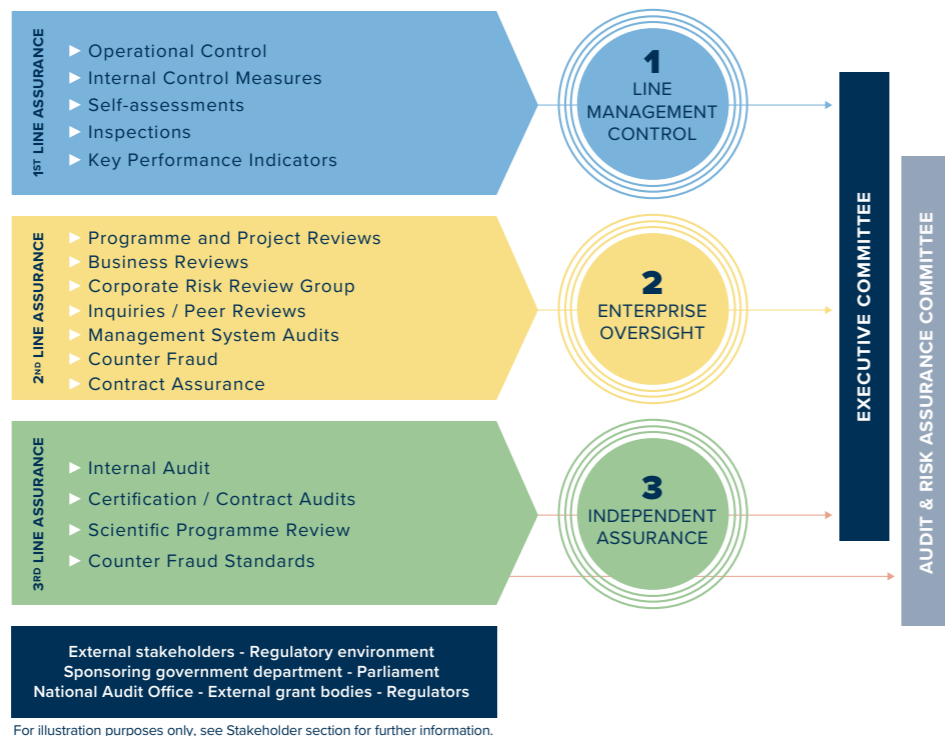 1ST LINE ASSURANCE
Operational Control
Internal Control Measures
Self-assessments
Inspections
Key Performance Indicators
1
LINE
MANAGEMENT
CONTROL
2ND LINE ASSURANCE
Programme and Project Reviews
Business Reviews
Corporate Risk Review Group
Inquiries / Peer Reviews
Management System Audits
Counter Fraud
Contract Assurance
2
ENTERPRISE
OVERSIGHT
3RD LINE ASSURANCE
Internal Audit
Certification / Contract Audits
Scientific Programme Review
Counter Fraud Standards
3
INDEPENDENT
ASSURANCE
EXECUTIVE COMMITTEE
AUDIT & RISK ASSURANCE COMMITTEE
External stakeholders - Regulatory environment
Sponsoring government department - Parliament
National Audit Office - External grant bodies - Regulators
For illustration purposes only, see Stakeholder section for further information.